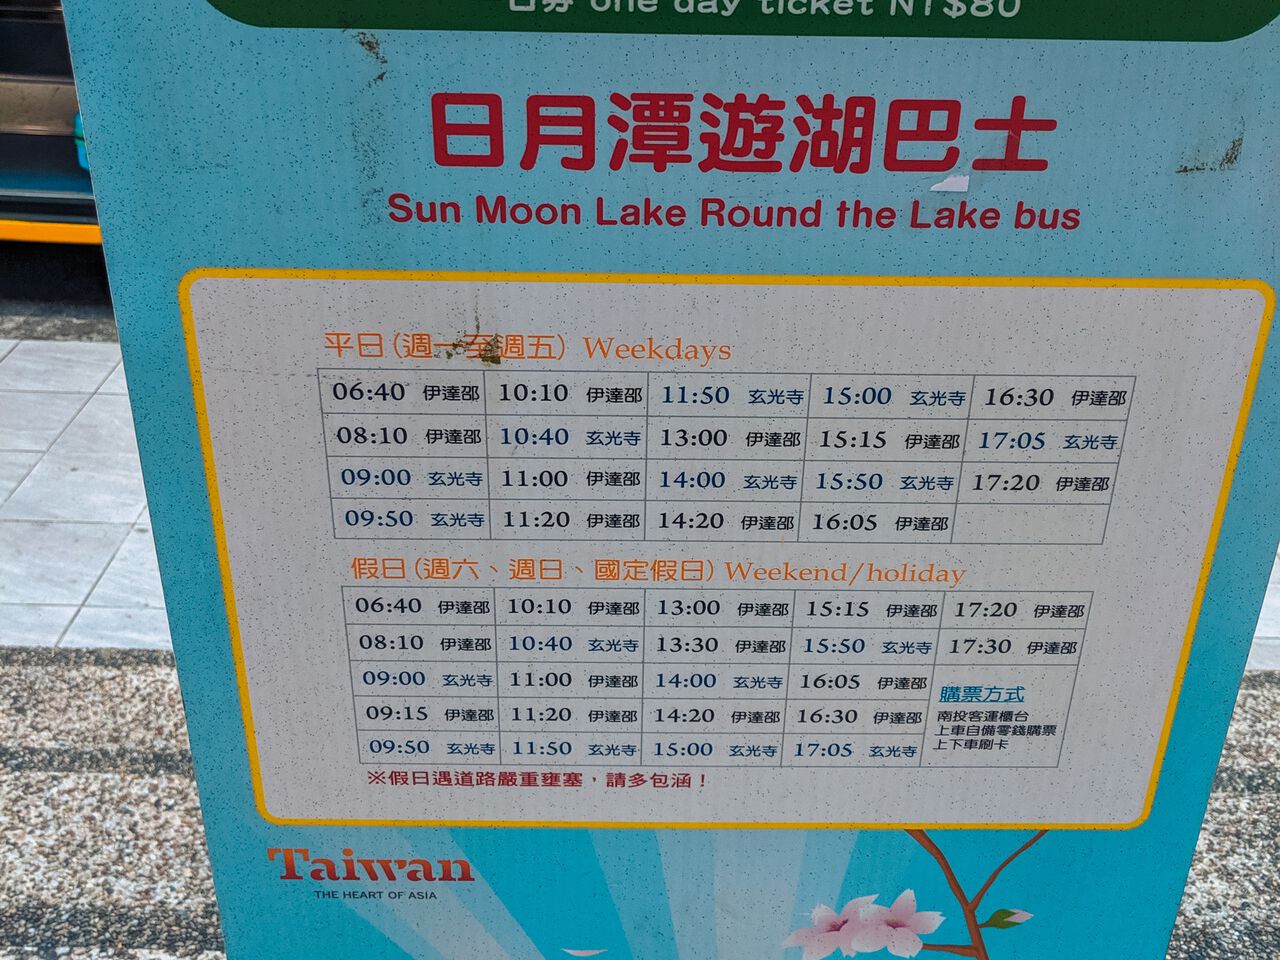 日券 one day ticket NT$80
日月潭遊湖巴士
Sun Moon Lake Round the Lake bus
平日(週一至週五) Weekdays
06:40 伊達邵 10:10 伊達邵 11:50 玄光寺 15:00 玄光寺 16:30 伊達邵
08:10 伊達邵 10:40 玄光寺 13:00 伊達邵 15:15 伊達邵 17:05 玄光寺
09:00 玄光寺 11:00 伊達邵 14:00 玄光寺 15:50 玄光寺 17:20 伊達邵
09:50 玄光寺 11:20 伊達邵 14:20 伊達邵 16:05 伊達邵
假日(週六、週日、國定假日) Weekend/holiday
06:40 伊達邵 10:10 伊達邵 13:00 伊達邵 15:15 伊達邵 17:20 伊達邵
08:10 伊達邵 10:40 玄光寺 13:30 伊達邵 15:50 玄光寺 17:30 伊達邵
09:00 玄光寺 11:00 伊達邵 14:00 玄光寺 16:05 伊達邵
09:15 伊達邵 11:20 伊達邵 14:20 伊達邵 16:30 伊達邵
09:50 玄光寺 11:50 玄光寺 15:00 玄光寺 17:05 玄光寺
購票方式
南投客運櫃台
上車自備零錢購票
上下車刷卡
※假日遇道路嚴重壅塞，請多包涵！
Taiwan
THE HEART OF ASIA